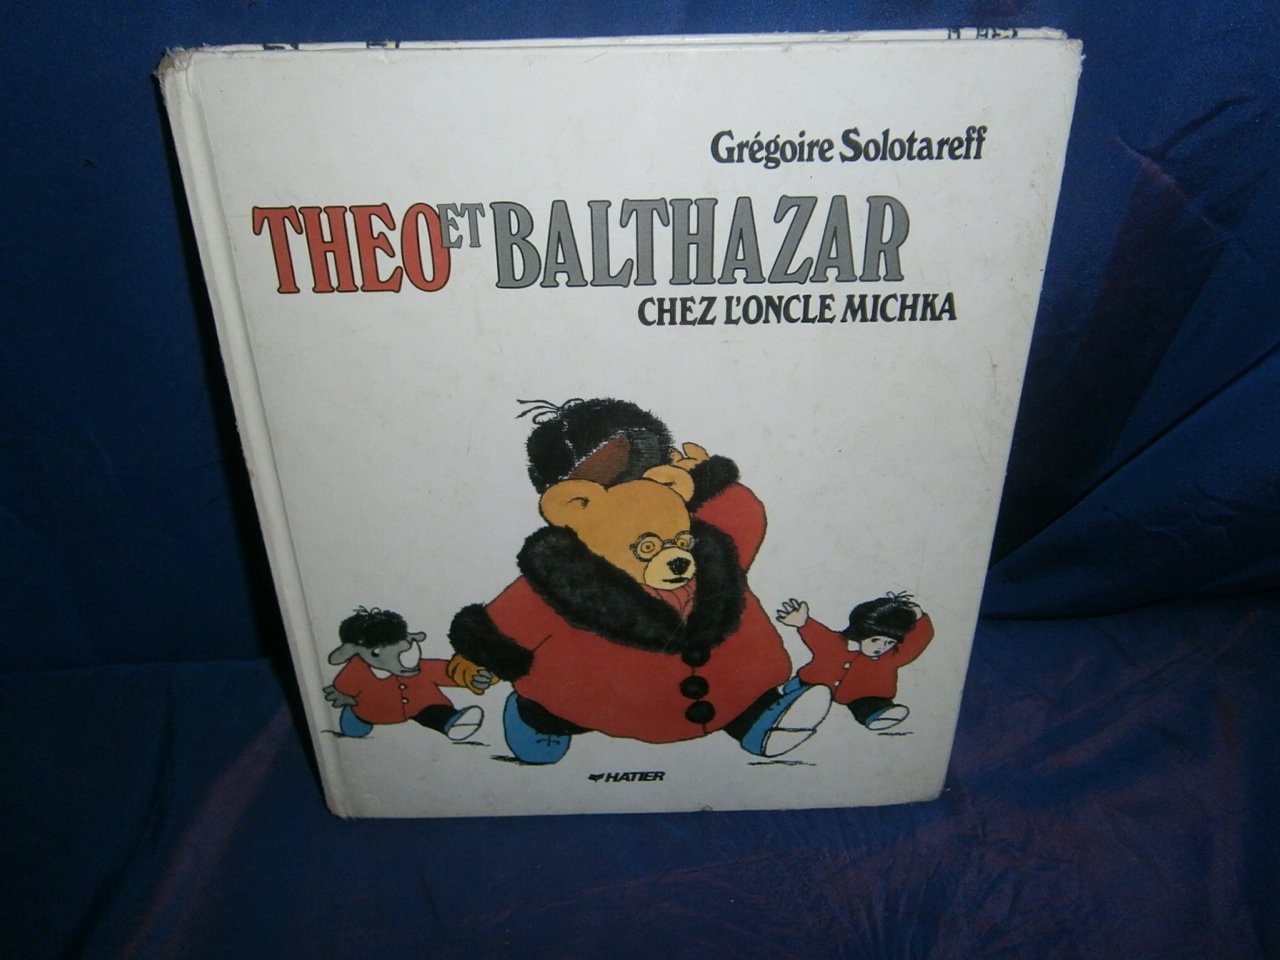 Grégoire Solotareff
THEO ET BALTHAZAR
CHEZ L'ONCLE MICHKA
HATIER